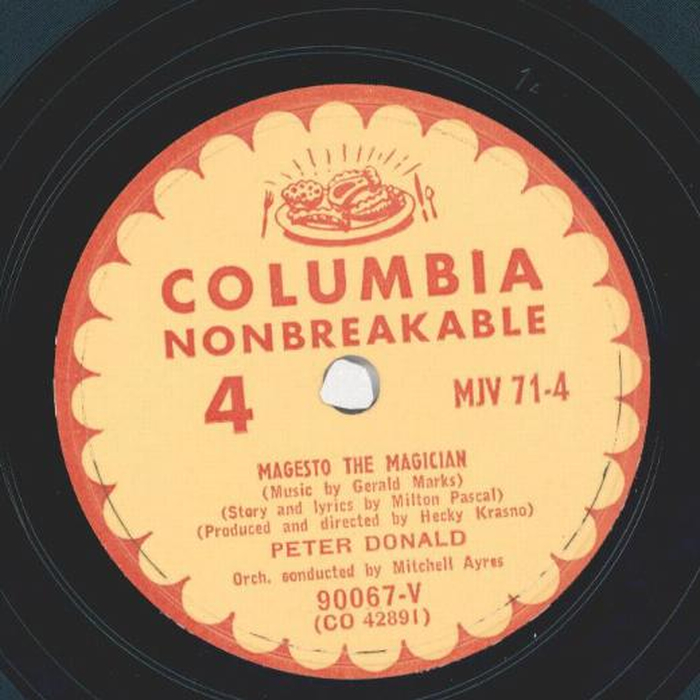 COLUMBIA
NONBREAKABLE
4 MJV 71-4
MAGESTO THE MAGICIAN
(Music by Gerald Marks)
(Story and lyrics by Milton Pascal)
(Produced and directed by Hecky Krasno)
PETER DONALD
Orch. conducted by Mitchell Ayres
90067-V
(CO 42891)